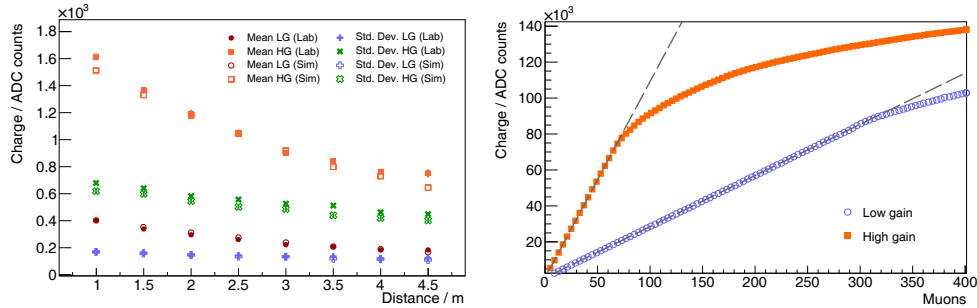 ×10³
1.8
1.6
1.4
1.2
1
0.8
0.6
0.4
0.2
0
Charge / ADC counts
Mean LG (Lab)
Mean HG (Lab)
Mean LG (Sim)
Mean HG (Sim)
Std. Dev. LG (Lab)
Std. Dev. HG (Lab)
Std. Dev. LG (Sim)
Std. Dev. HG (Sim)
1 1.5 2 2.5 3 3.5 4 4.5
Distance / m
×10³
140
120
100
80
60
40
20
0
Charge / ADC counts
Low gain
High gain
0 50 100 150 200 250 300 350 400
Muons